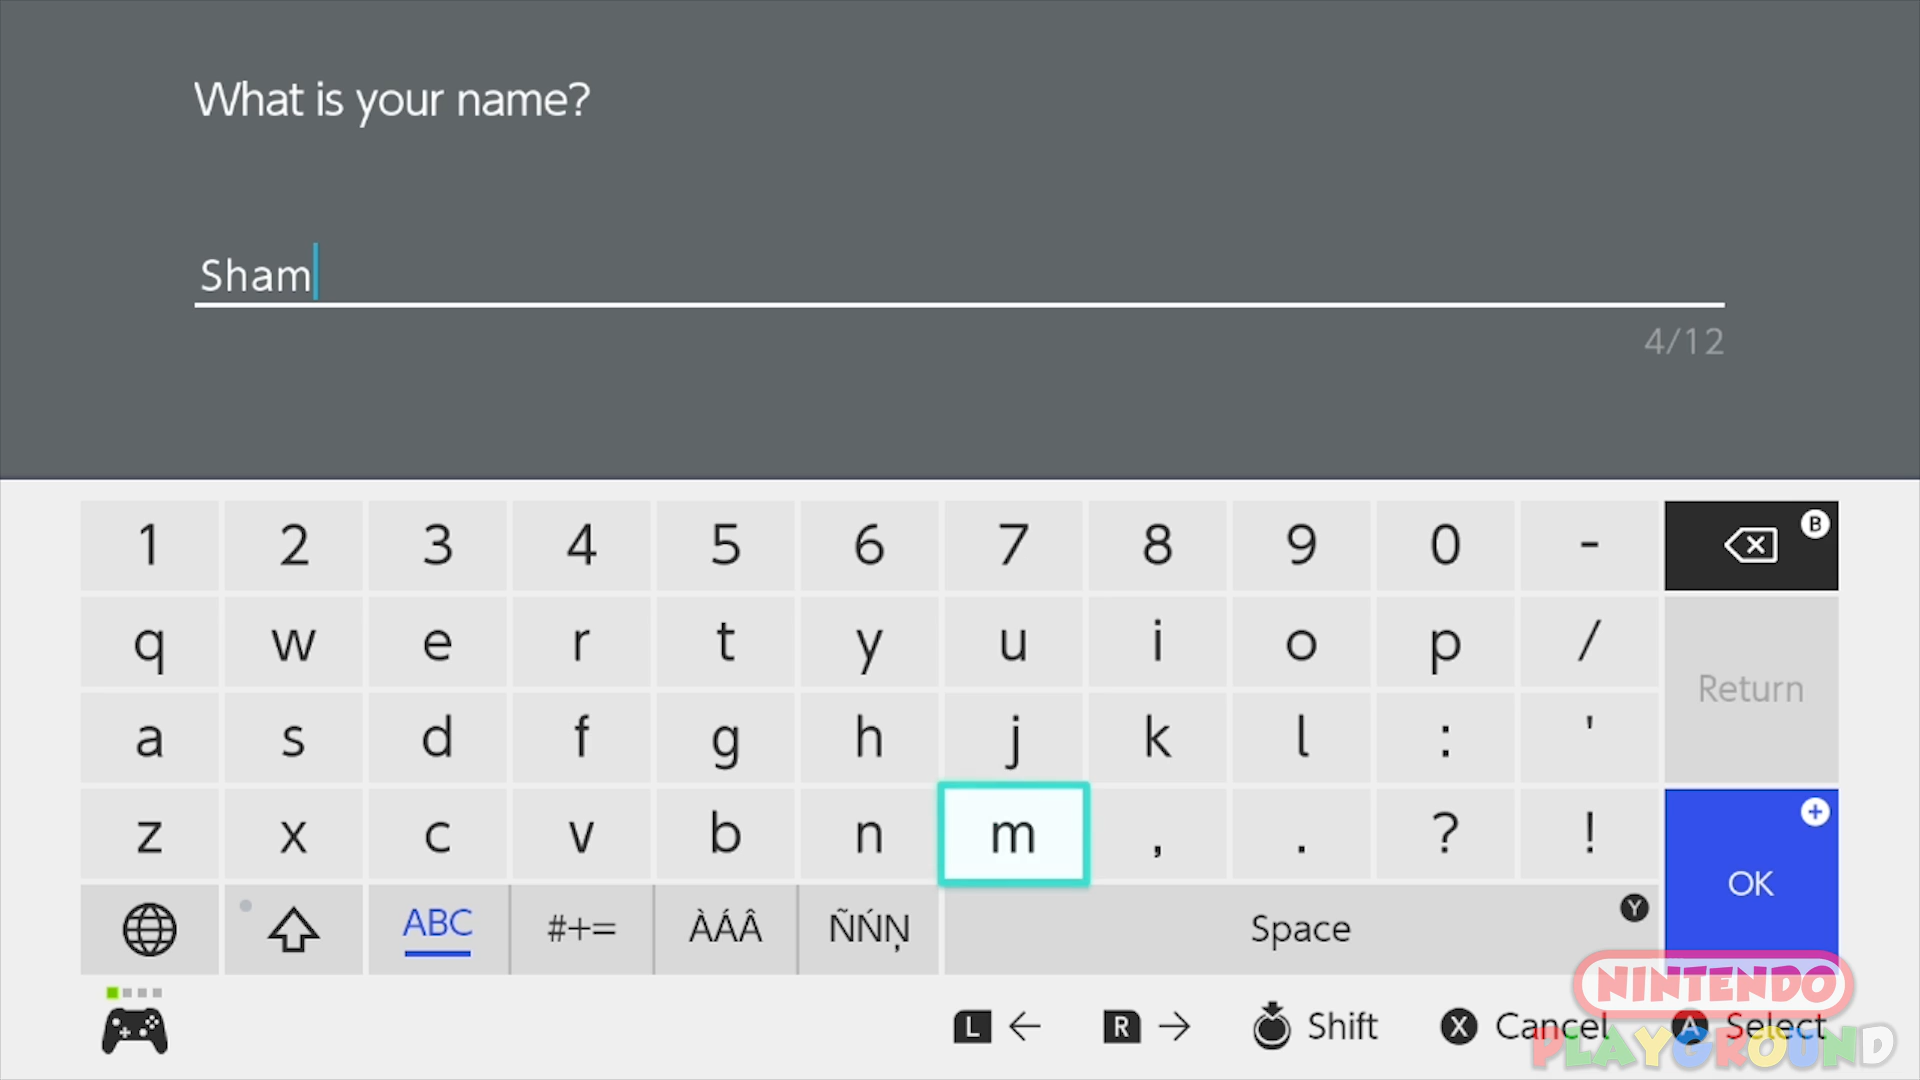 What is your name?
Sham
4/12
1 2 3 4 5 6 7 8 9 0 - B
q w e r t y u i o p /
Return
a s d f g h j k l : '
z x c v b n m , . ? ! +
OK
ABC #+= ÀÁÂ ÑŃŅ Space Y
L ← R → Shift X Cancel A Select
NINTENDO
PLAYGROUND